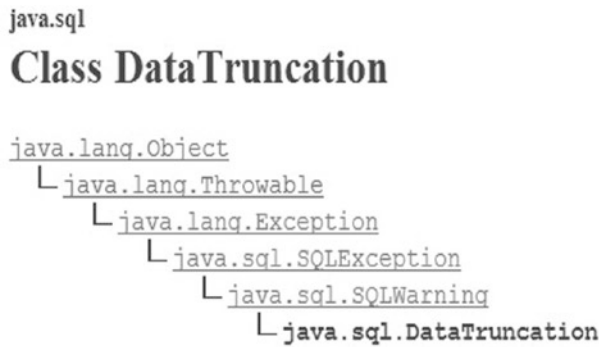 java.sql
Class DataTruncation
java.lang.Object
java.lang.Throwable
java.lang.Exception
java.sql.SQLException
java.sql.SQLWarning
java.sql.DataTruncation